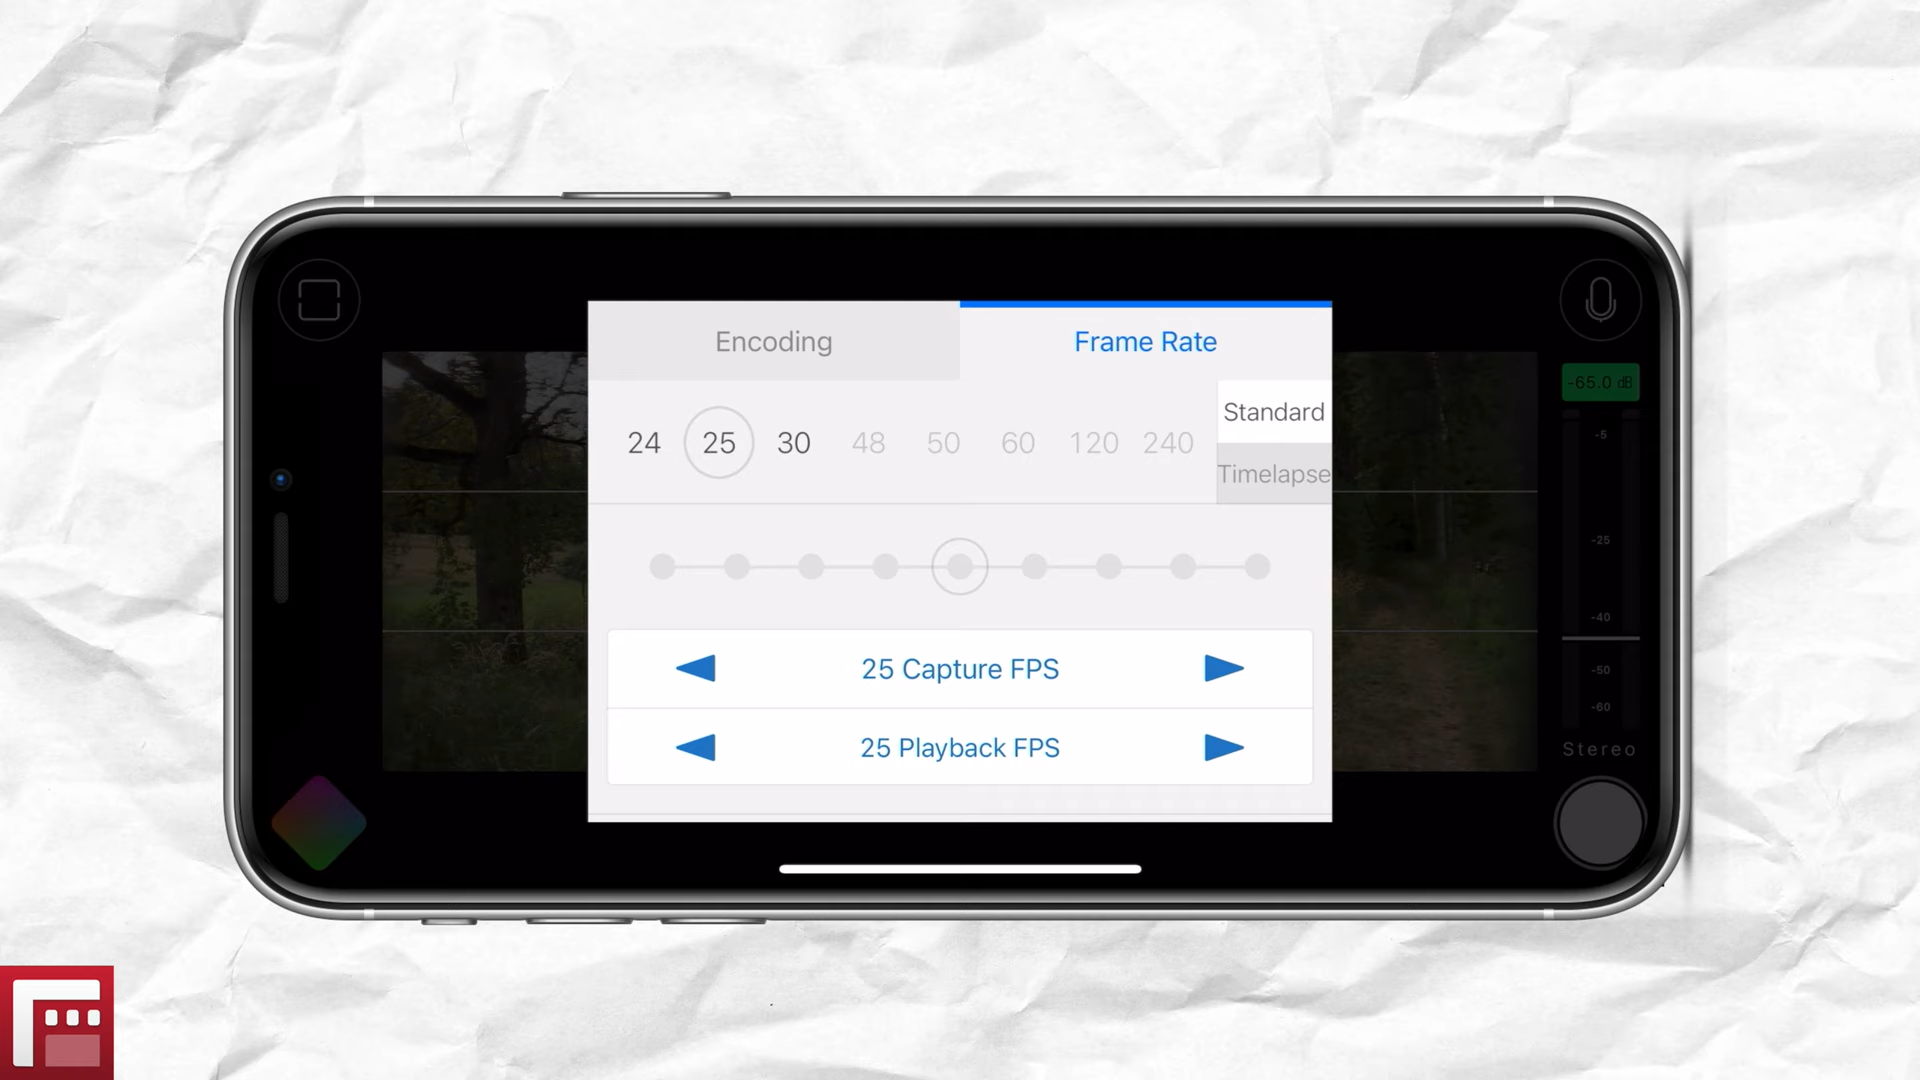 Encoding
Frame Rate
24 25 30 48 50 60 120 240
Standard
Timelapse
25 Capture FPS
25 Playback FPS
-65.0 dB
-5
-25
-40
-50
-60
Stereo